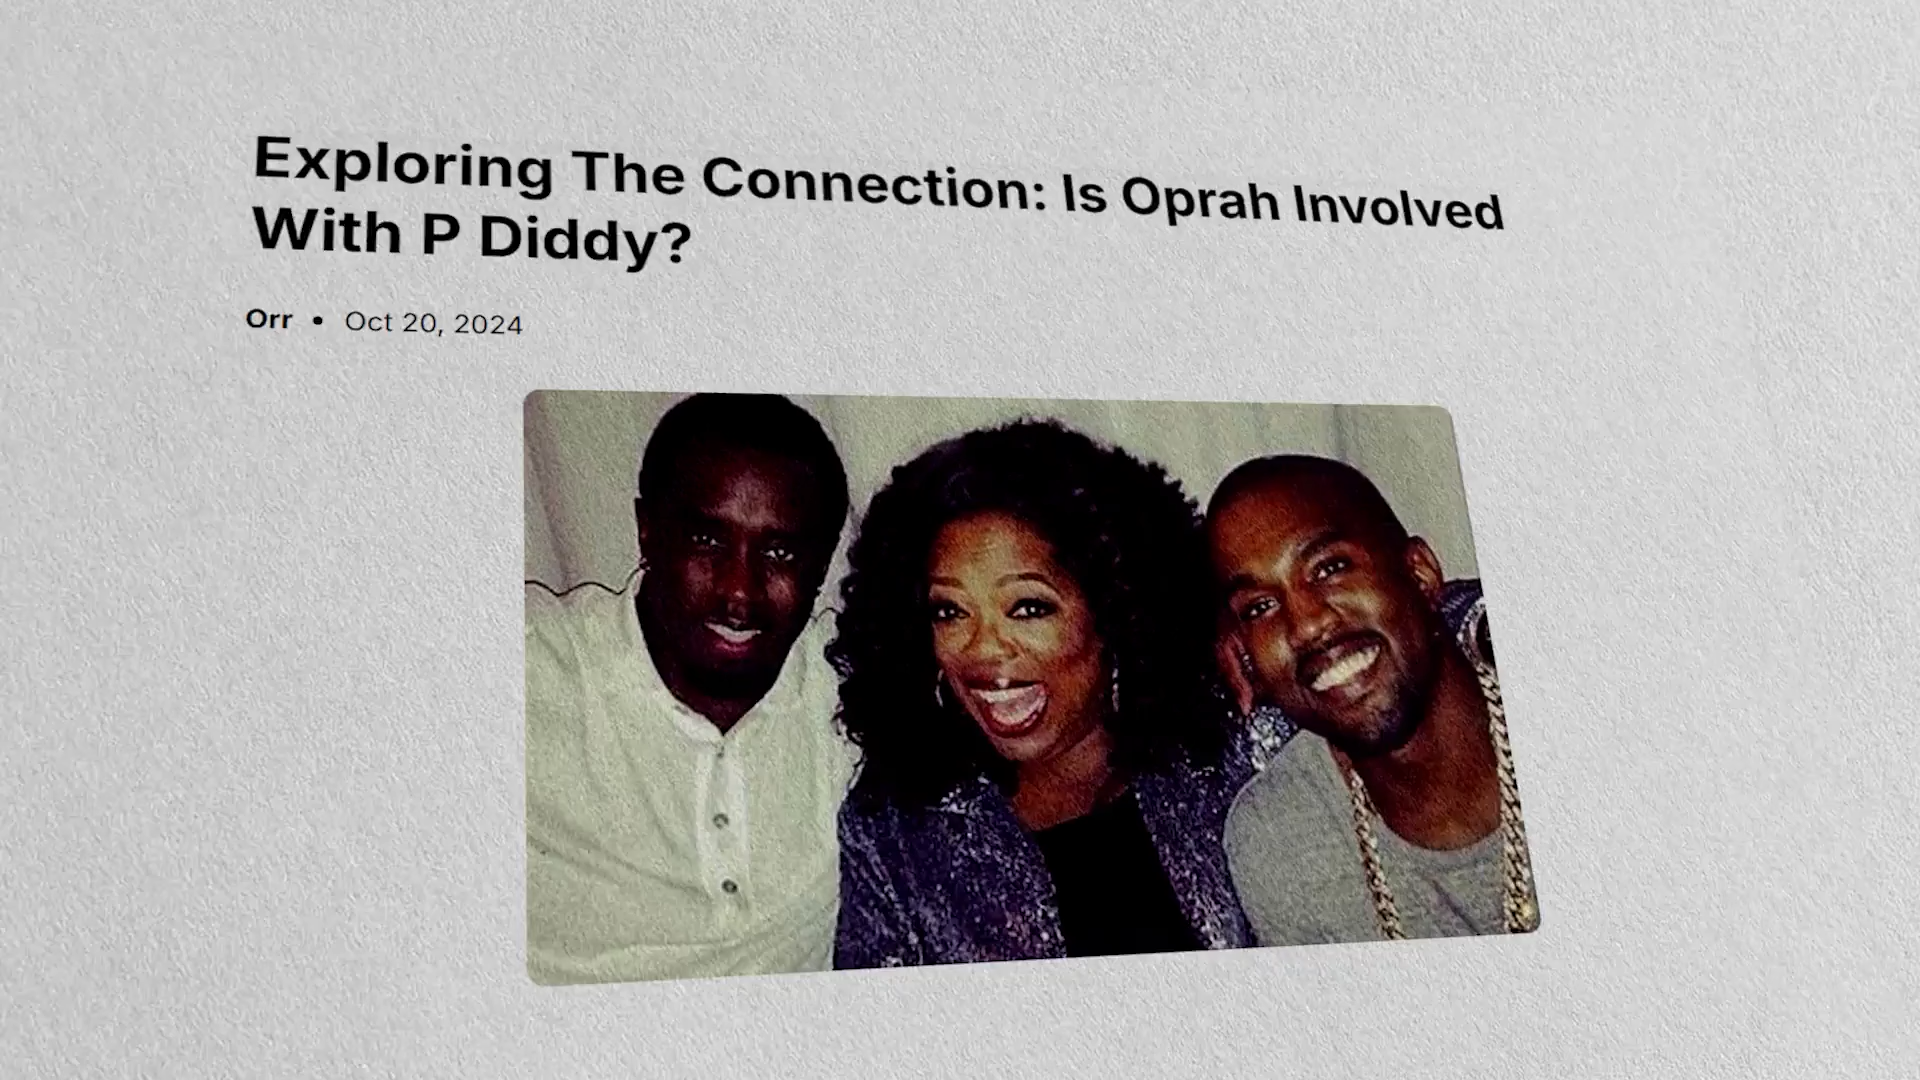 Exploring The Connection: Is Oprah Involved
With P Diddy?
Orr • Oct 20, 2024